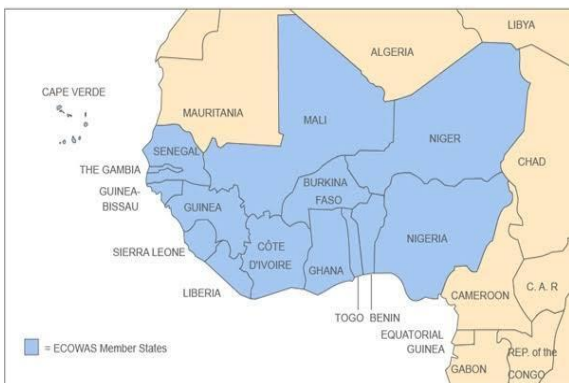 LIBYA
ALGERIA
CAPE VERDE
MAURITANIA
MALI
NIGER
SENEGAL
CHAD
THE GAMBIA
GUINEA-
BISSAU
BURKINA
FASO
GUINEA
NIGERIA
SIERRA LEONE
CÔTE
D'IVOIRE
GHANA
LIBERIA
CAMEROON
C. A. R
TOGO
BENIN
EQUATORIAL
GUINEA
= ECOWAS Member States
GABON
REP. of the
CONGO